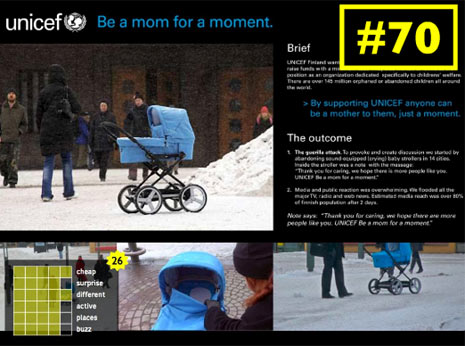 unicef
Be a mom for a moment.
#70
Brief
UNICEF Finland wan
raise funds with a mo
position as an organization dedicated specifically to childrens' welfare.
There are over 145 million orphaned or abandoned children all around
the world.
> By supporting UNICEF anyone can
be a mother to them, just a moment.
The outcome
1. The guerilla attack. To provoke and create discussion we started by
abandoning sound-equipped (crying) baby strollers in 14 cities.
Inside the stroller was a note with the message:
"Thank you for caring, we hope there is more people like you.
UNICEF Be a mom for a moment."
2. Media and public reaction was overwhelming. We flooded all the
major TV, radio and web news. Estimated media reach was over 80%
of finnish population after 2 days.
Note says: "Thank you for caring, we hope there are more
people like you. UNICEF Be a mom for a moment."
26
cheap
surprise
different
active
places
buzz